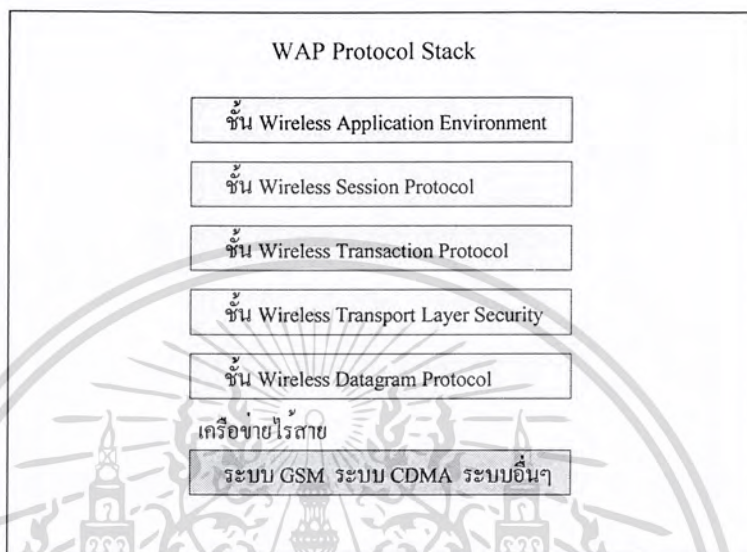 WAP Protocol Stack
ชั้น Wireless Application Environment
ชั้น Wireless Session Protocol
ชั้น Wireless Transaction Protocol
ชั้น Wireless Transport Layer Security
ชั้น Wireless Datagram Protocol
เครือข่ายไร้สาย
ระบบ GSM ระบบ CDMA ระบบอื่นๆ